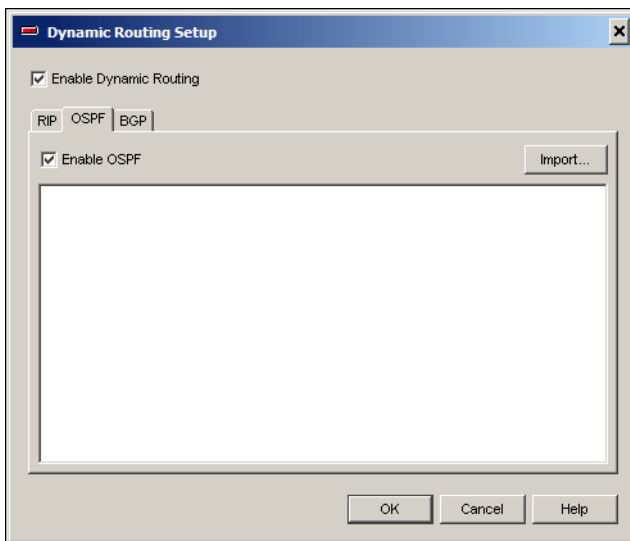 Dynamic Routing Setup
Enable Dynamic Routing
RIP OSPF BGP
Enable OSPF Import...
OK Cancel Help